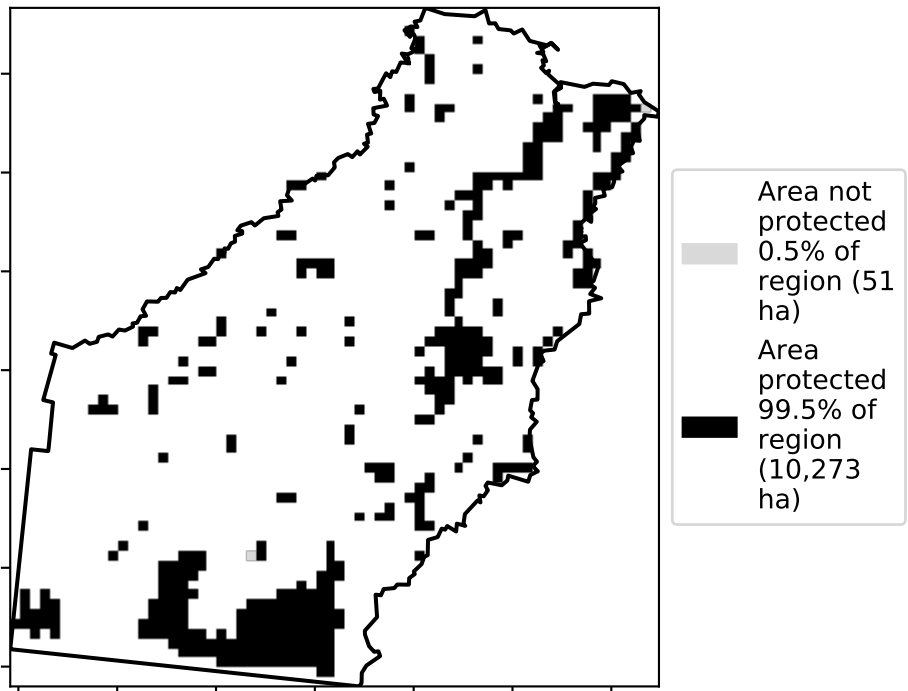 Area not
protected
0.5% of
region (51
ha)
Area
protected
99.5% of
region
(10,273
ha)